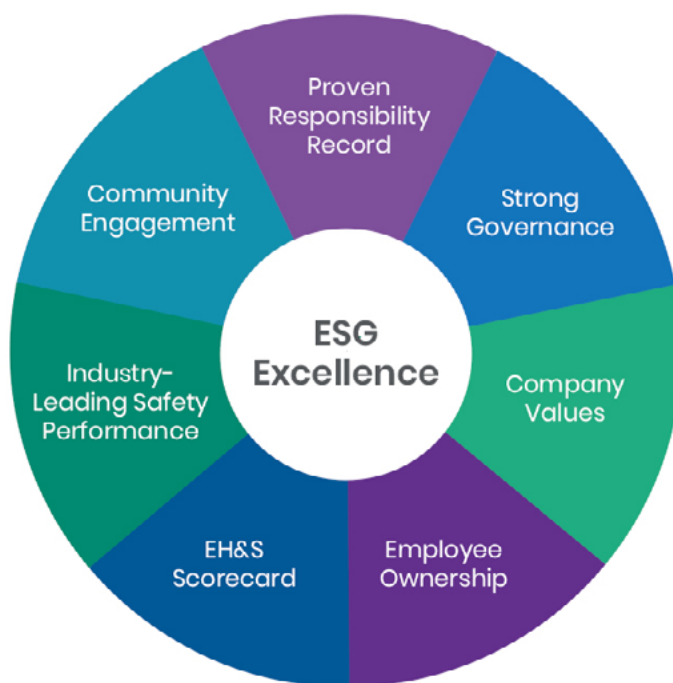 Proven
Responsibility
Record
Strong
Governance
Company
Values
Employee
Ownership
EH&S
Scorecard
Industry-
Leading Safety
Performance
Community
Engagement
ESG
Excellence